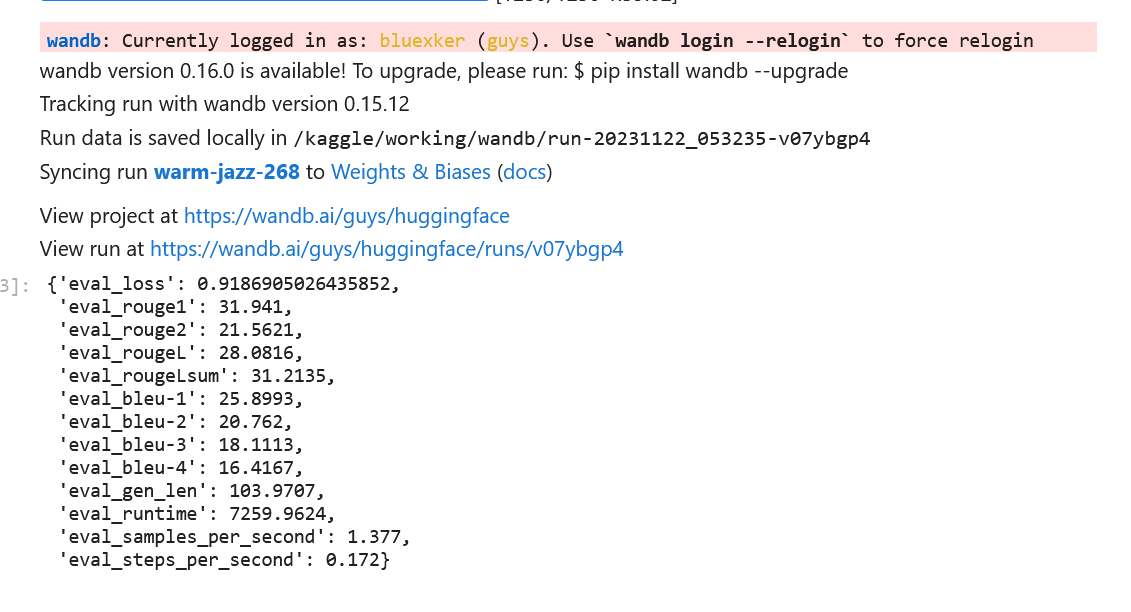 wandb: Currently logged in as: bluexker (guys). Use `wandb login --relogin` to force relogin
wandb version 0.16.0 is available! To upgrade, please run: $ pip install wandb --upgrade
Tracking run with wandb version 0.15.12
Run data is saved locally in /kaggle/working/wandb/run-20231122_053235-v07ybgp4
Syncing run warm-jazz-268 to Weights & Biases (docs)
View project at https://wandb.ai/guys/huggingface
View run at https://wandb.ai/guys/huggingface/runs/v07ybgp4
3]: {'eval_loss': 0.9186905026435852,
'eval_rouge1': 31.941,
'eval_rouge2': 21.5621,
'eval_rougeL': 28.0816,
'eval_rougeLsum': 31.2135,
'eval_bleu-1': 25.8993,
'eval_bleu-2': 20.762,
'eval_bleu-3': 18.1113,
'eval_bleu-4': 16.4167,
'eval_gen_len': 103.9707,
'eval_runtime': 7259.9624,
'eval_samples_per_second': 1.377,
'eval_steps_per_second': 0.172}